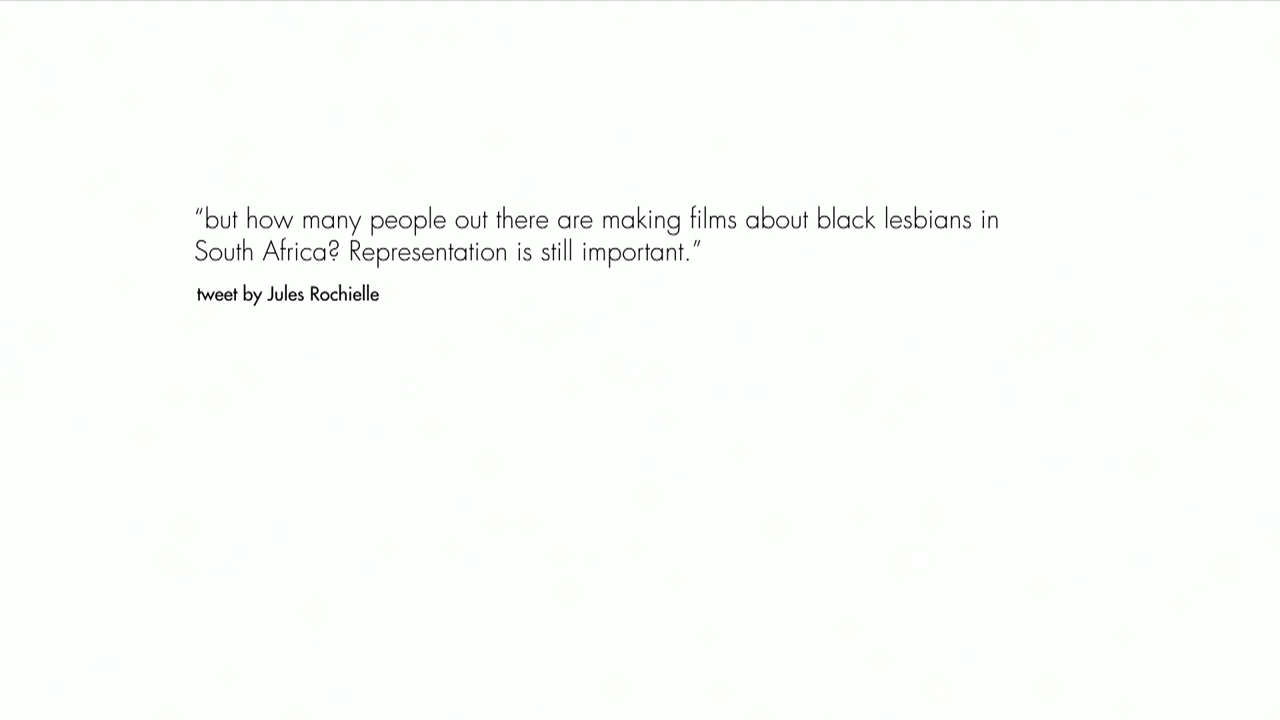 “but how many people out there are making films about black lesbians in
South Africa? Representation is still important.”
tweet by Jules Rochielle